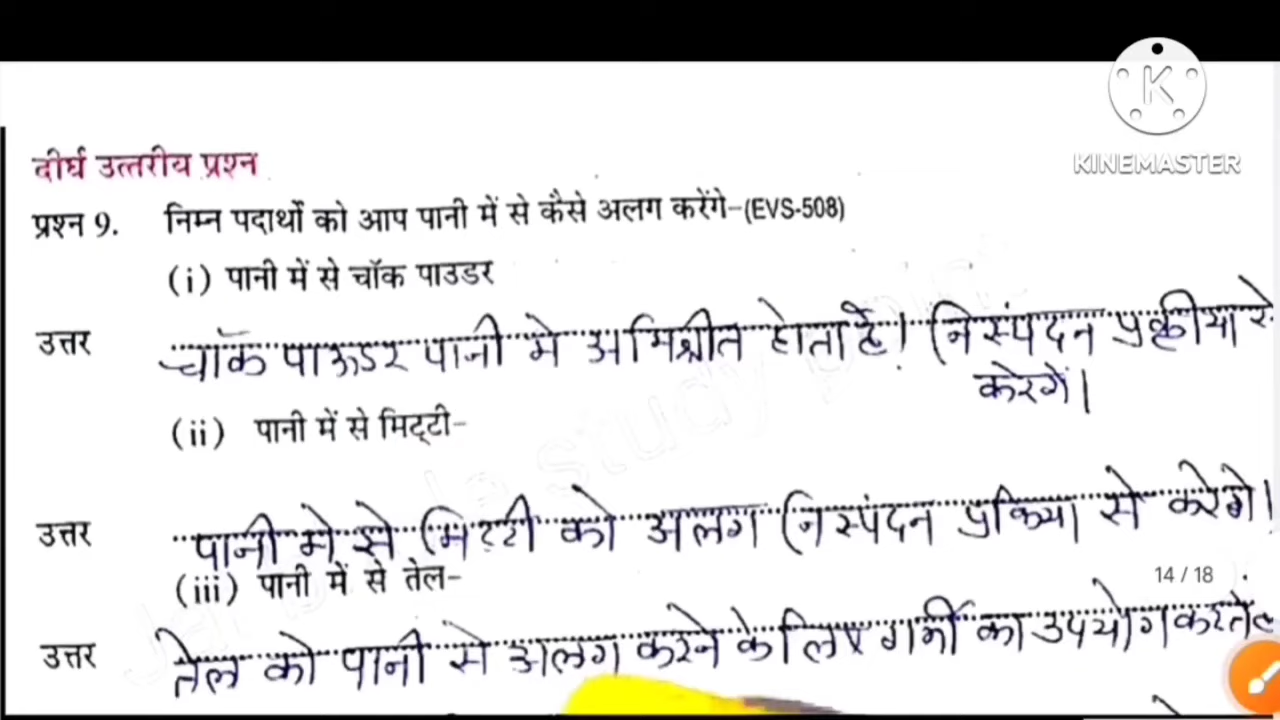 KINEMASTER
दीर्घ उत्तरीय प्रश्न
प्रश्न 9. निम्न पदार्थो को आप पानी में से कैसे अलग करेंगे-(EVS-508)
(i) पानी में से चॉक पाउडर
उत्तर चॉक पाऊडर पानी मे अमिश्रीत होता है। निस्पंदन प्रक्रीया से
करेगें।
(ii) पानी में से मिट्टी-
उत्तर पानी मे से मिट्टी को अलग निस्पंदन प्रकिया से करेगे।
(iii) पानी में से तेल-
14 / 18
उत्तर तेल को पानी से अलग करने के लिए गर्मी का उपयोग करते